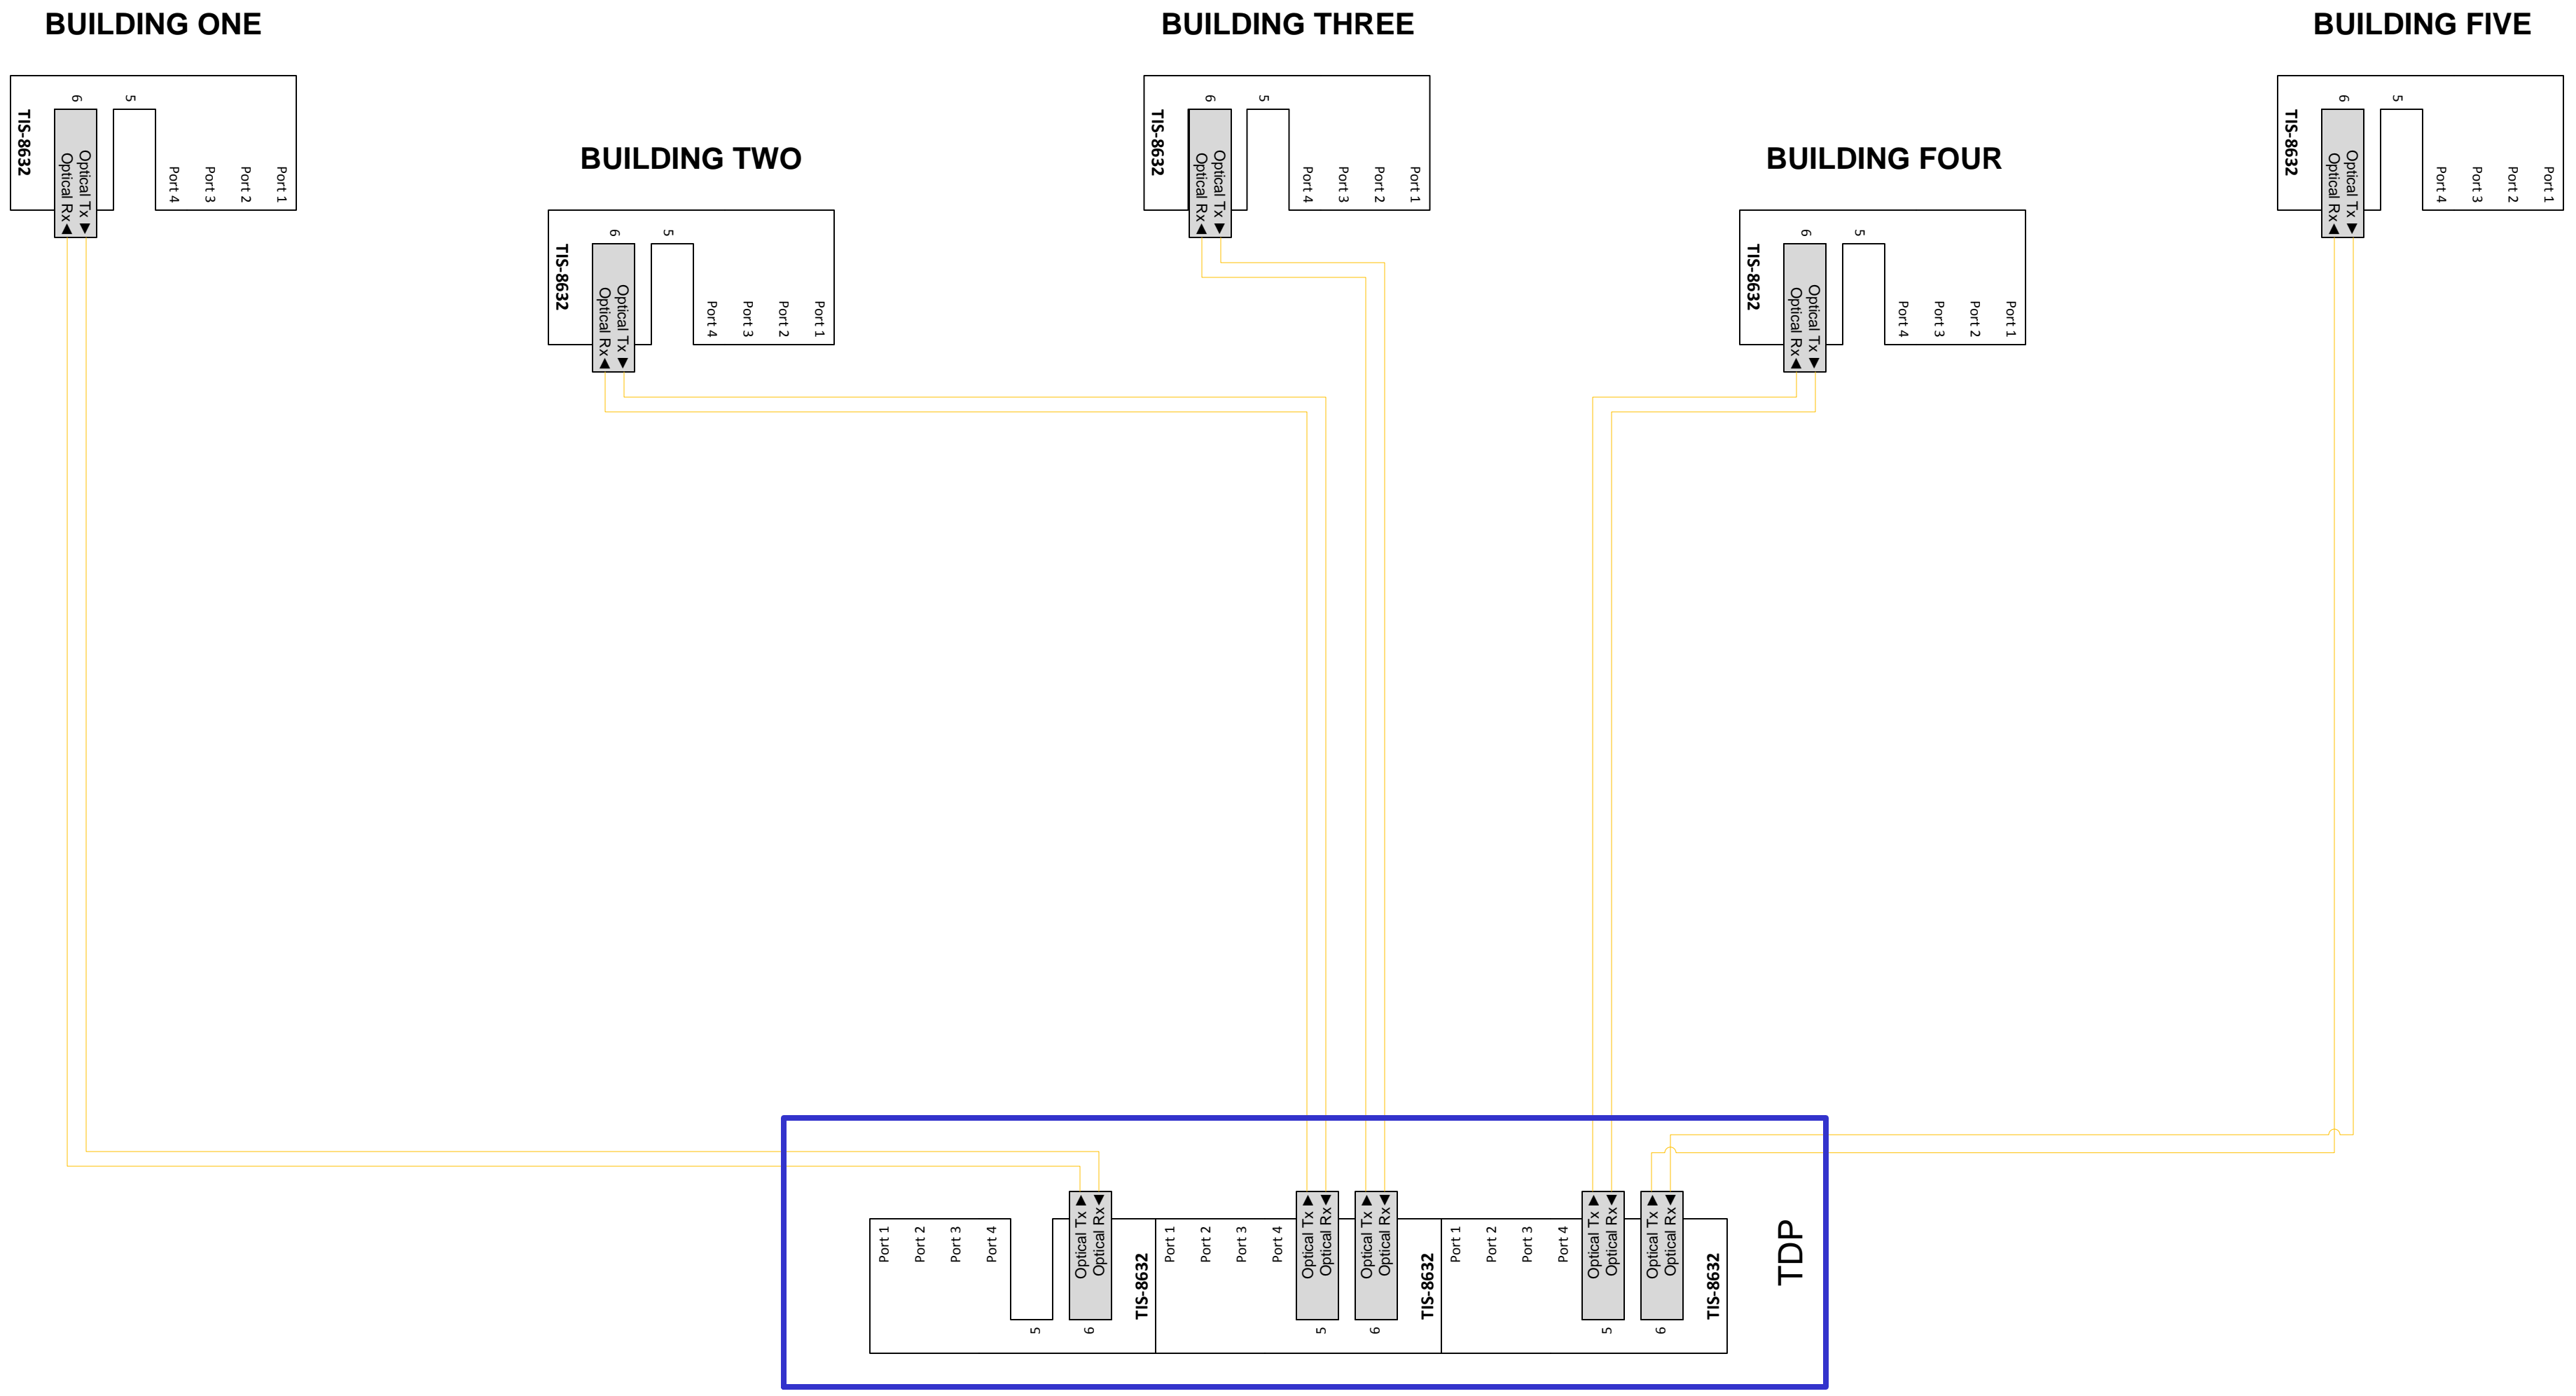 BUILDING ONE
BUILDING THREE
BUILDING FIVE
TIS-8632
6
5
Optical Tx
Optical Rx
Port 4
Port 3
Port 2
Port 1
TIS-8632
6
5
Optical Tx
Optical Rx
Port 4
Port 3
Port 2
Port 1
TIS-8632
6
5
Optical Tx
Optical Rx
Port 4
Port 3
Port 2
Port 1
BUILDING TWO
BUILDING FOUR
TIS-8632
6
5
Optical Tx
Optical Rx
Port 4
Port 3
Port 2
Port 1
TIS-8632
6
5
Optical Tx
Optical Rx
Port 4
Port 3
Port 2
Port 1
Port 1
Port 2
Port 3
Port 4
5
Optical Tx
Optical Rx
6
TIS-8632
Port 1
Port 2
Port 3
Port 4
Optical Tx
Optical Rx
5
Optical Tx
Optical Rx
6
TIS-8632
Port 1
Port 2
Port 3
Port 4
Optical Tx
Optical Rx
5
Optical Tx
Optical Rx
6
TIS-8632
TDP